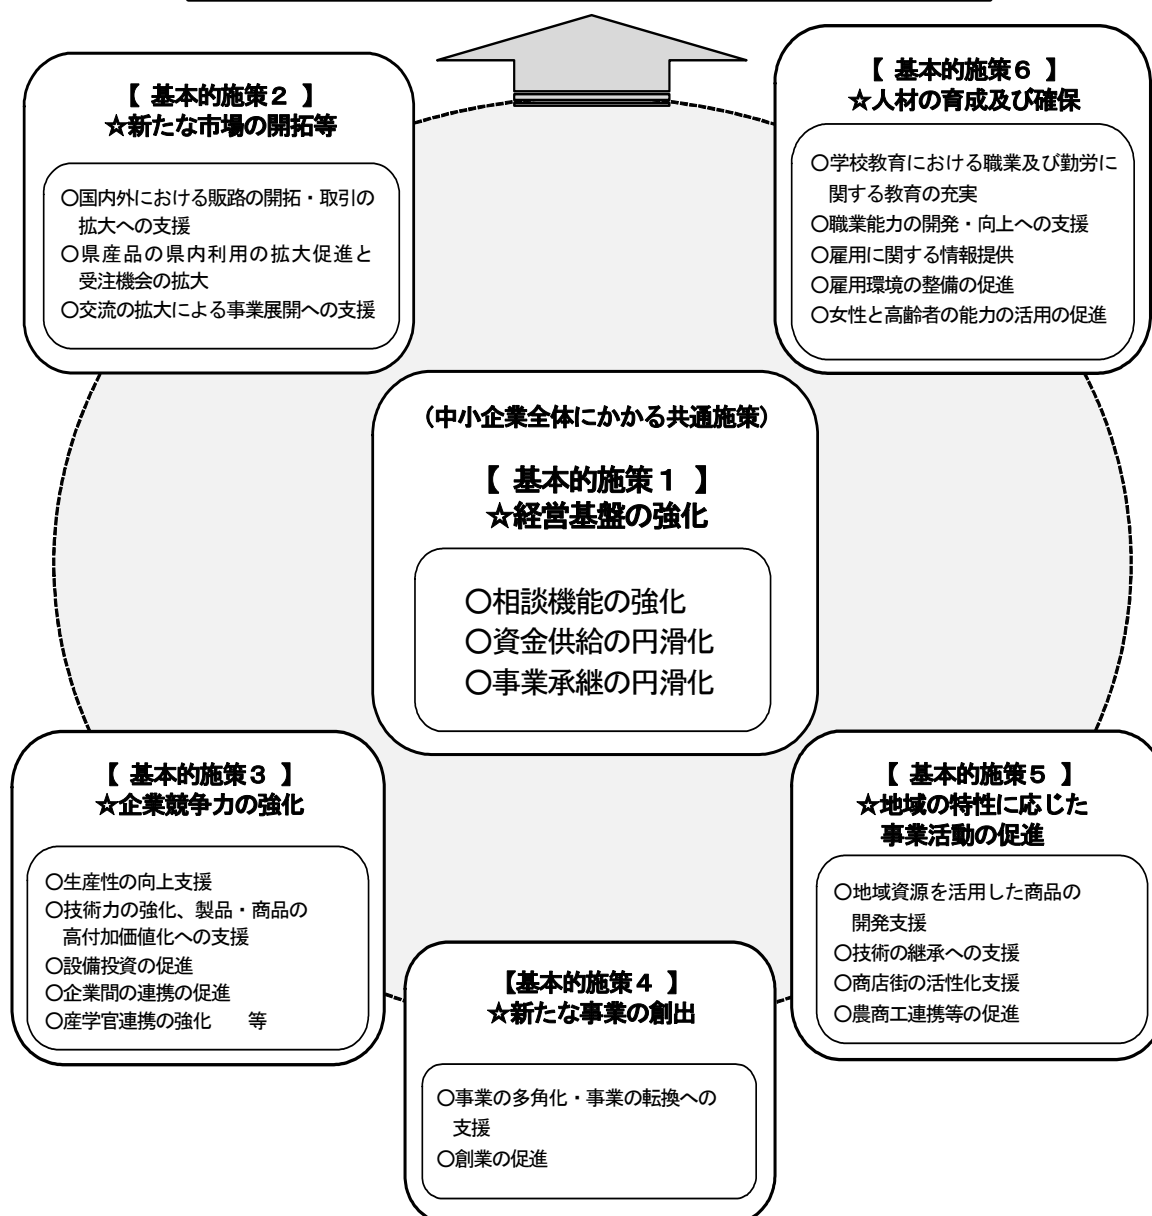 【 基本的施策２ 】
☆新たな市場の開拓等
○国内外における販路の開拓・取引の
拡大への支援
○県産品の県内利用の拡大促進と
受注機会の拡大
○交流の拡大による事業展開への支援
【 基本的施策６ 】
☆人材の育成及び確保
○学校教育における職業及び勤労に
関する教育の充実
○職業能力の開発・向上への支援
○雇用に関する情報提供
○雇用環境の整備の促進
○女性と高齢者の能力の活用の促進
（中小企業全体にかかる共通施策）
【 基本的施策１ 】
☆経営基盤の強化
○相談機能の強化
○資金供給の円滑化
○事業承継の円滑化
【 基本的施策３ 】
☆企業競争力の強化
○生産性の向上支援
○技術力の強化、製品・商品の
高付加価値化への支援
○設備投資の促進
○企業間の連携の促進
○産学官連携の強化　　等
【基本的施策４ 】
☆新たな事業の創出
○事業の多角化・事業の転換への
支援
○創業の促進
【 基本的施策５ 】
☆地域の特性に応じた
事業活動の促進
○地域資源を活用した商品の
開発支援
○技術の継承への支援
○商店街の活性化支援
○農商工連携等の促進